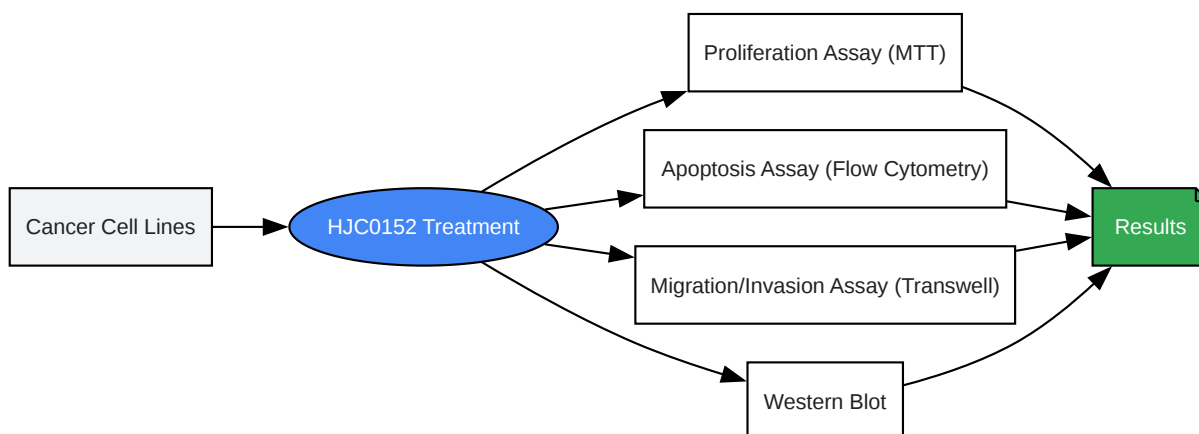 Proliferation Assay (MTT)
Apoptosis Assay (Flow Cytometry)
Cancer Cell Lines
HJC0152 Treatment
Results
Migration/Invasion Assay (Transwell)
Western Blot